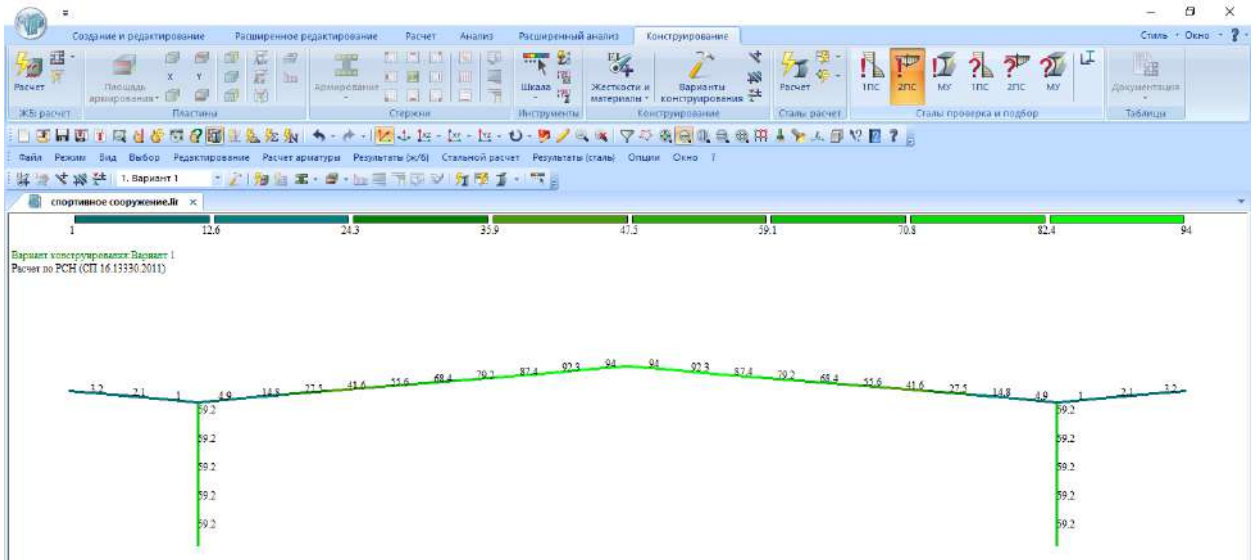 Создание и редактирование Расширенное редактирование Расчет Анализ Расширенный анализ Конструирование Стиль Окно ?
Расчет Площадь армирования X Y Армирование Шкала Жесткости и материалы Варианты конструирования Расчет 1ПС 2ПС МУ 1ПС 2ПС МУ Документация
ЖБ: расчет Пластины Стержни Инструменты Конструирование Сталь: расчет Сталь: проверка и подбор Таблицы
Файл Режим Вид Выбор Редактирование Расчет арматуры Результаты (ж/б) Стальной расчет Результаты (сталь) Опции Окно ?
1. Вариант 1
спортивное сооружение.lir ×
1 12.6 24.3 35.9 47.5 59.1 70.8 82.4 94
Вариант конструирования:Вариант 1
Расчет по РСН (СП 16.13330.2011)
3.2 2.1 1 4.9 14.8 27.5 41.6 55.6 68.4 79.2 87.4 92.3 94 94 92.3 87.4 79.2 68.4 55.6 41.6 27.5 14.8 4.9 1 2.1 3.2
59.2 59.2
59.2 59.2
59.2 59.2
59.2 59.2
59.2 59.2